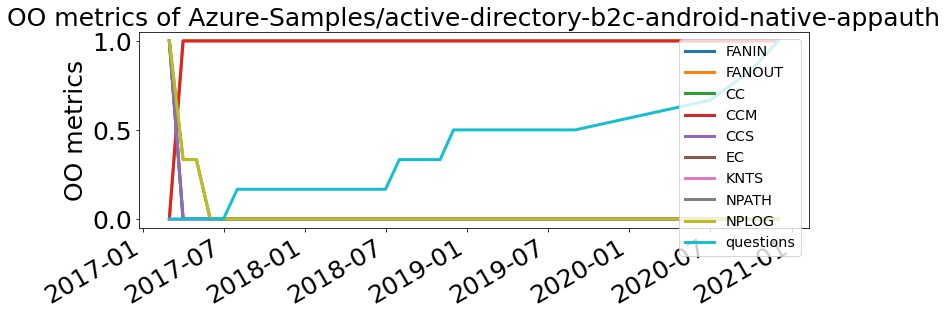 OO metrics of Azure-Samples/active-directory-b2c-android-native-appauth
OO metrics
1.0
0.5
0.0
2017-01
2017-07
2018-01
2018-07
2019-01
2019-07
2020-01
2020-07
2021-01
FANIN
FANOUT
CC
CCM
CCS
EC
KNTS
NPATH
NPLOG
questions